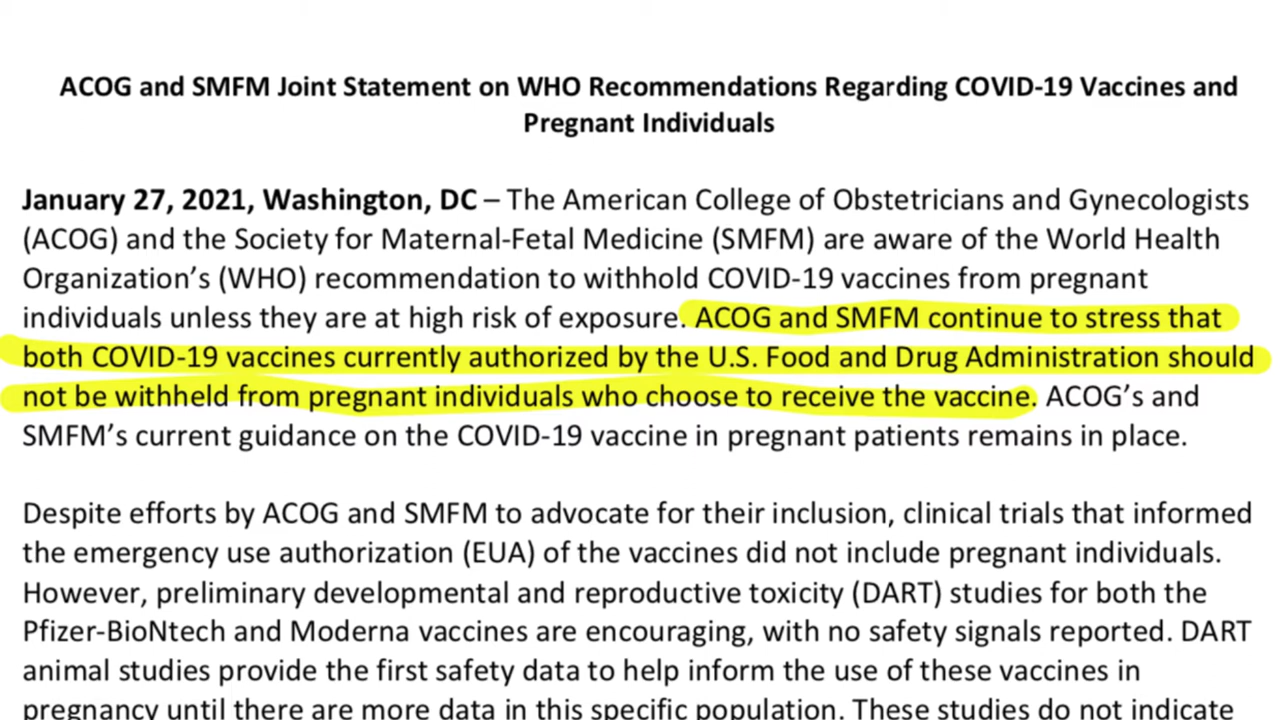 ACOG and SMFM Joint Statement on WHO Recommendations Regarding COVID-19 Vaccines and
Pregnant Individuals
January 27, 2021, Washington, DC – The American College of Obstetricians and Gynecologists
(ACOG) and the Society for Maternal-Fetal Medicine (SMFM) are aware of the World Health
Organization’s (WHO) recommendation to withhold COVID-19 vaccines from pregnant
individuals unless they are at high risk of exposure. ACOG and SMFM continue to stress that
both COVID-19 vaccines currently authorized by the U.S. Food and Drug Administration should
not be withheld from pregnant individuals who choose to receive the vaccine. ACOG’s and
SMFM’s current guidance on the COVID-19 vaccine in pregnant patients remains in place.
Despite efforts by ACOG and SMFM to advocate for their inclusion, clinical trials that informed
the emergency use authorization (EUA) of the vaccines did not include pregnant individuals.
However, preliminary developmental and reproductive toxicity (DART) studies for both the
Pfizer-BioNtech and Moderna vaccines are encouraging, with no safety signals reported. DART
animal studies provide the first safety data to help inform the use of these vaccines in
pregnancy until there are more data in this specific population. These studies do not indicate